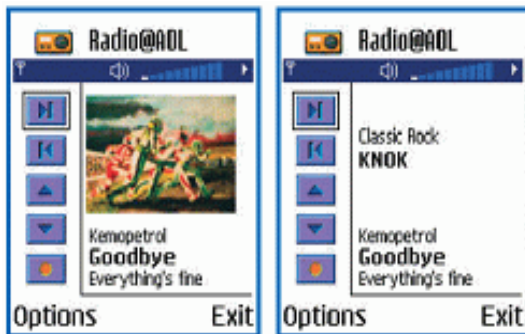 Radio@AOL
Kemopetrol
Goodbye
Everything's fine
Options Exit
Radio@AOL
Classic Rock
KNOK
Kemopetrol
Goodbye
Everything's fine
Options Exit